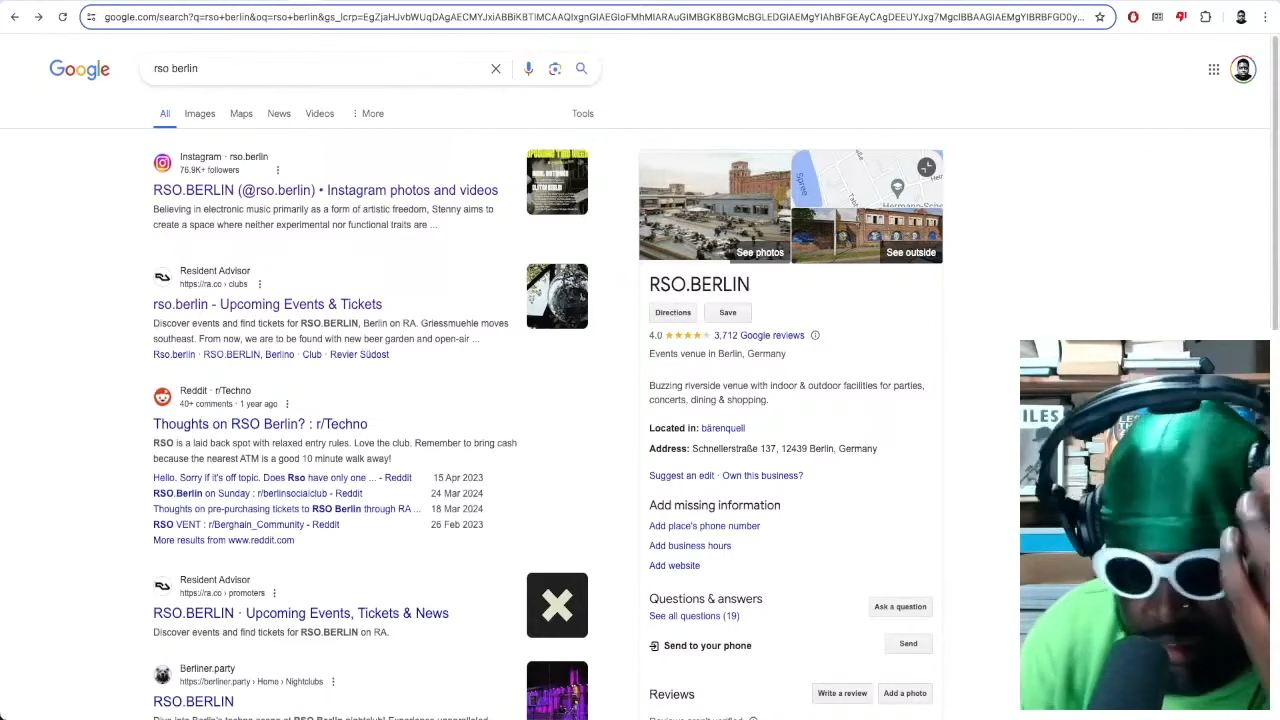 google.com/search?q=rso+berlin&oq=rso+berlin&gs_lcrp=EgZjaHJvbWUqDAgAECMYJxiABBiKBTIMCAAQIxgnGIAEGIoFMhMIARAuGIMBGK8BGMcBGLEDGIAEMgYIAhBFGEAyCAgDEEUYJxg7MgcIBBAAGIAEMgYIBRBFGD0y...
Google
rso berlin
All
Images
Maps
News
Videos
More
Tools
Instagram · rso.berlin
76.9K+ followers
RSO.BERLIN (@rso.berlin) • Instagram photos and videos
Believing in electronic music primarily as a form of artistic freedom, Stenny aims to
create a space where neither experimental nor functional traits are ...
Resident Advisor
https://ra.co › clubs
rso.berlin - Upcoming Events & Tickets
Discover events and find tickets for RSO.BERLIN, Berlin on RA. Griessmuehle moves
southeast. From now, we are to be found with new beer garden and open-air ...
Rso.berlin · RSO.BERLIN, Berlino · Club · Revier Südost
Reddit · r/Techno
40+ comments · 1 year ago
Thoughts on RSO Berlin? : r/Techno
RSO is a laid back spot with relaxed entry rules. Love the club. Remember to bring cash
because the nearest ATM is a good 10 minute walk away!
Hello. Sorry if it's off topic. Does Rso have only one ... - Reddit
15 Apr 2023
RSO.Berlin on Sunday : r/berlinsocialclub - Reddit
24 Mar 2024
Thoughts on pre-purchasing tickets to RSO Berlin through RA ...
18 Mar 2024
RSO VENT : r/Berghain_Community - Reddit
26 Feb 2023
More results from www.reddit.com
Resident Advisor
https://ra.co › promoters
RSO.BERLIN · Upcoming Events, Tickets & News
Discover events and find tickets for RSO.BERLIN on RA.
Berliner.party
https://berliner.party › Home › Nightclubs
RSO.BERLIN
See photos
Spree
See outside
RSO.BERLIN
Directions
Save
4.0
3,712 Google reviews
Events venue in Berlin, Germany
Buzzing riverside venue with indoor & outdoor facilities for parties,
concerts, dining & shopping.
Located in: bärenquell
Address: Schnellerstraße 137, 12439 Berlin, Germany
Suggest an edit · Own this business?
Add missing information
Add place's phone number
Add business hours
Add website
Questions & answers
See all questions (19)
Ask a question
Send to your phone
Send
Reviews
Write a review
Add a photo